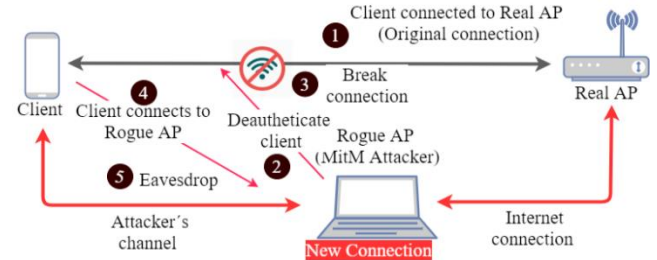 1
Client connected to Real AP
(Original connection)
3
Break
connection
Client
Real AP
4
Client connects to
Rogue AP
Deautheticate
client
2
Rogue AP
(MitM Attacker)
5 Eavesdrop
Attacker´s
channel
New Connection
Internet
connection